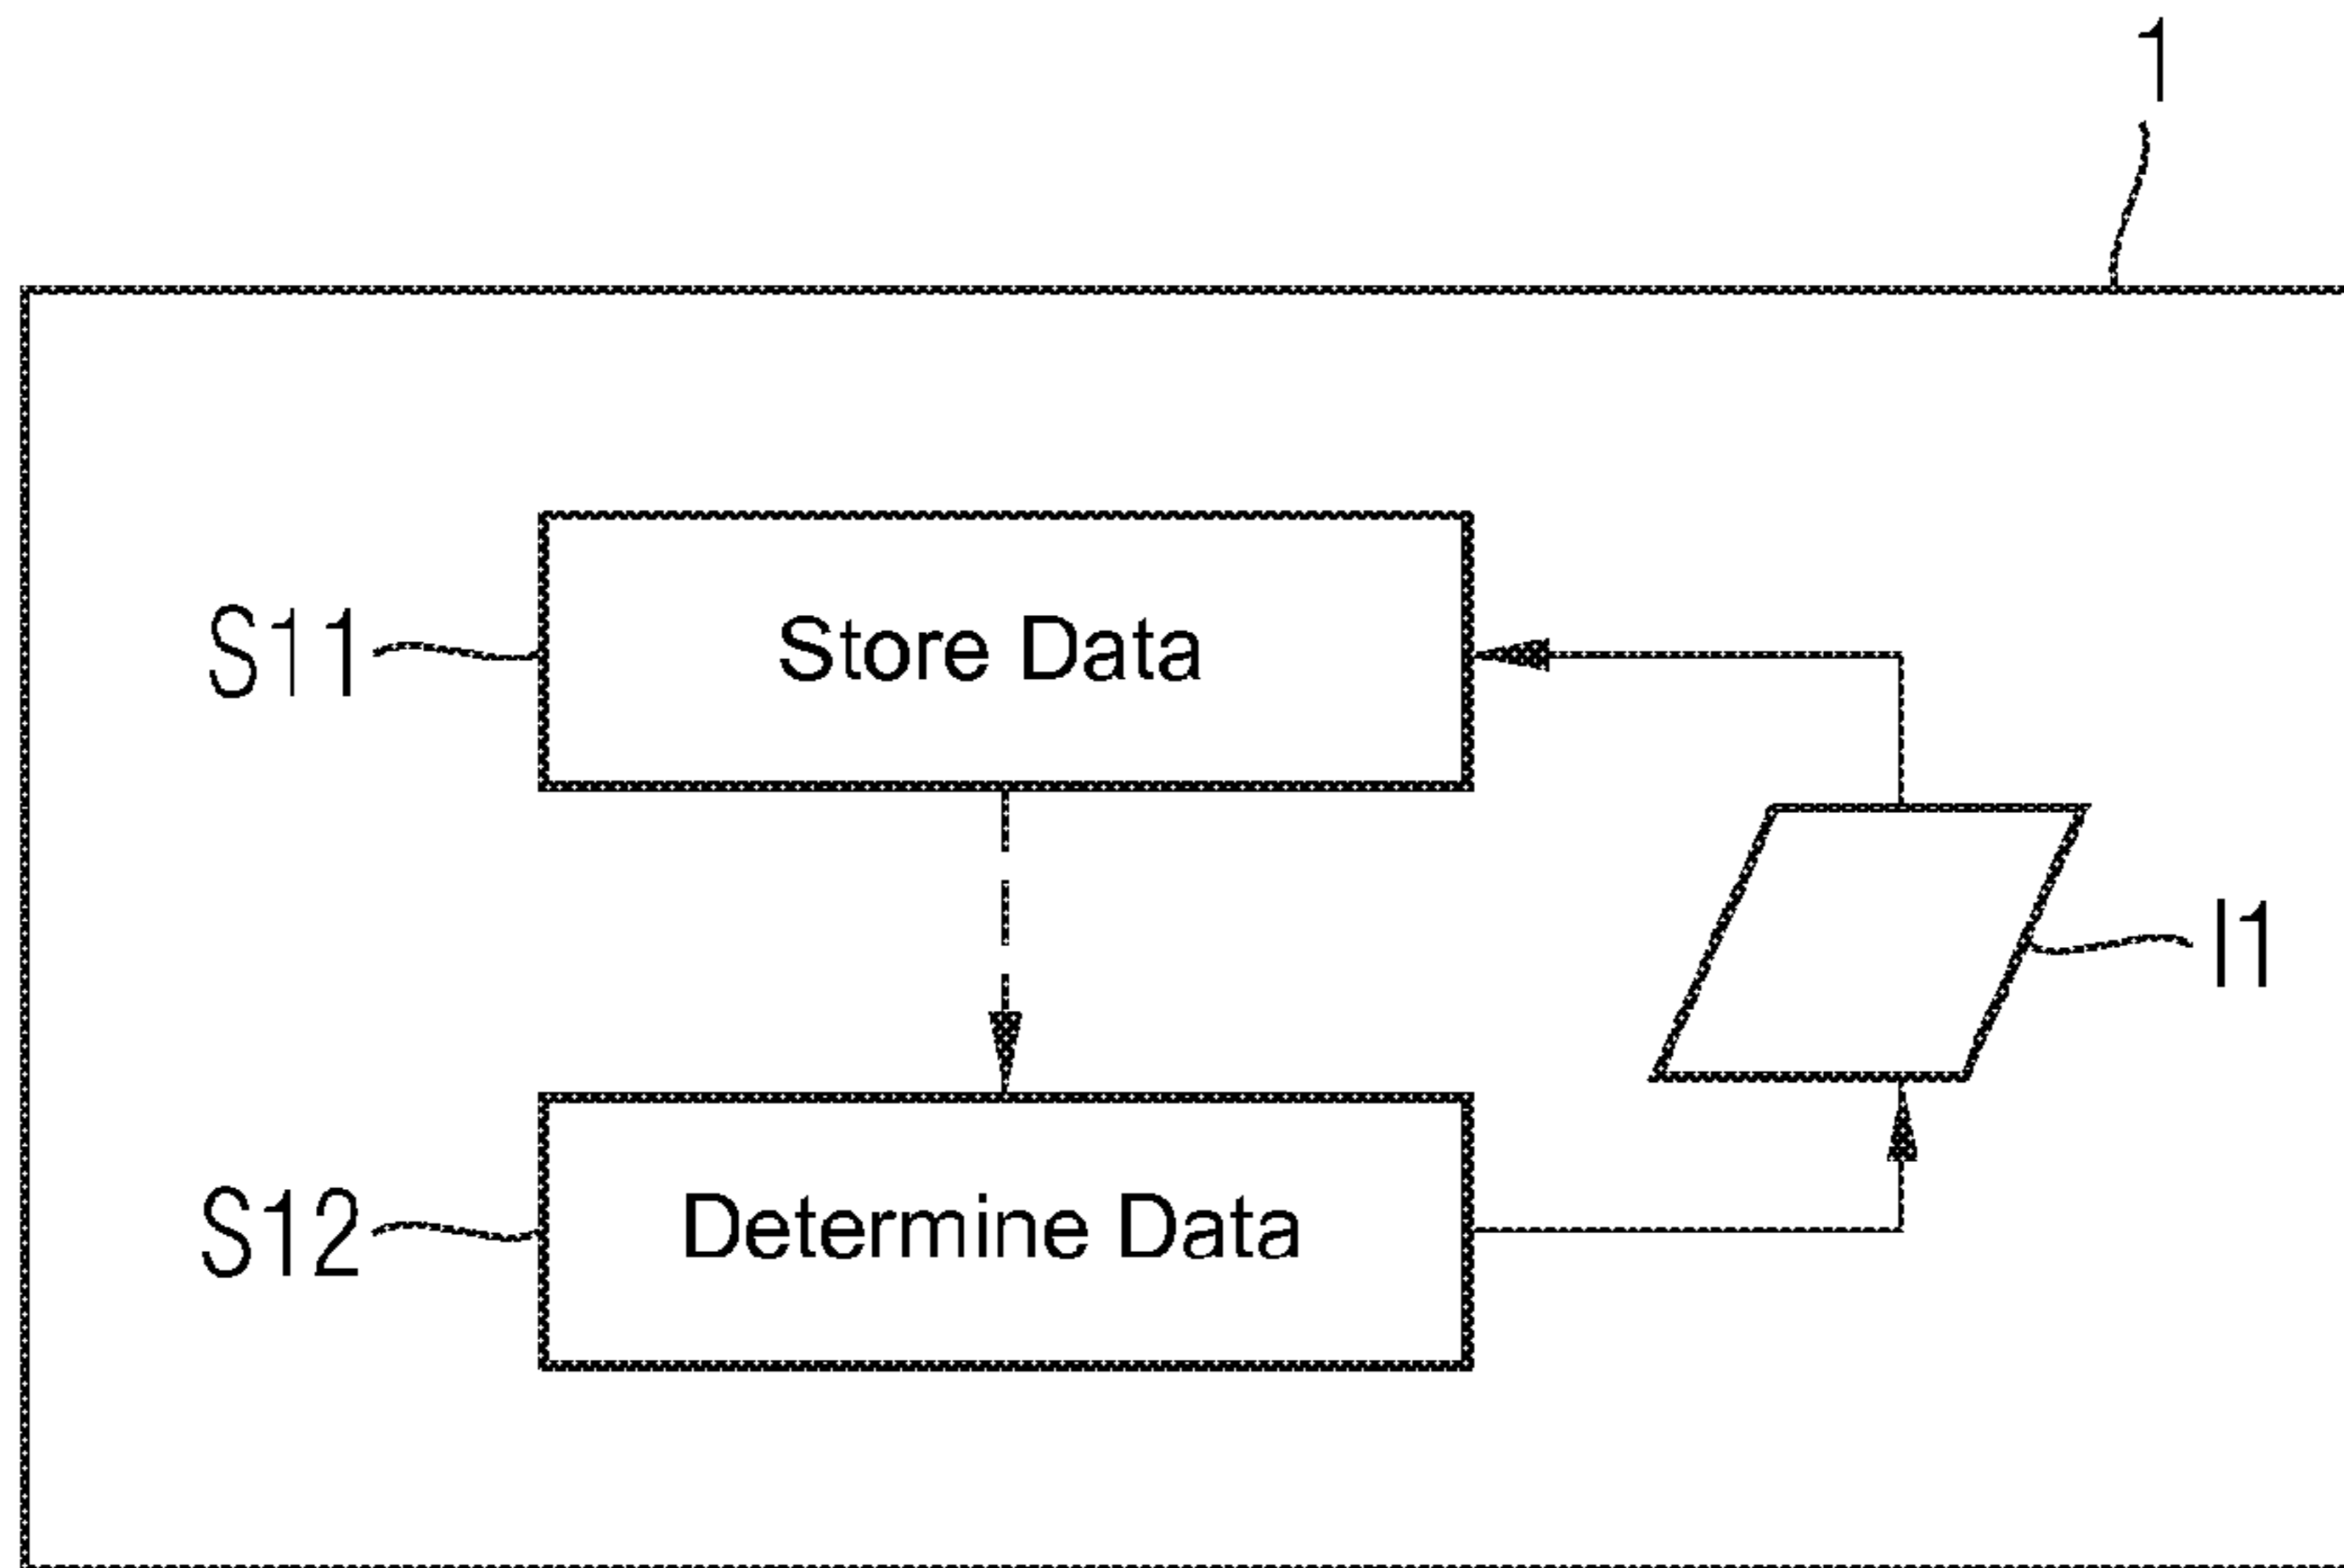 1
S11
Store Data
I1
S12
Determine Data